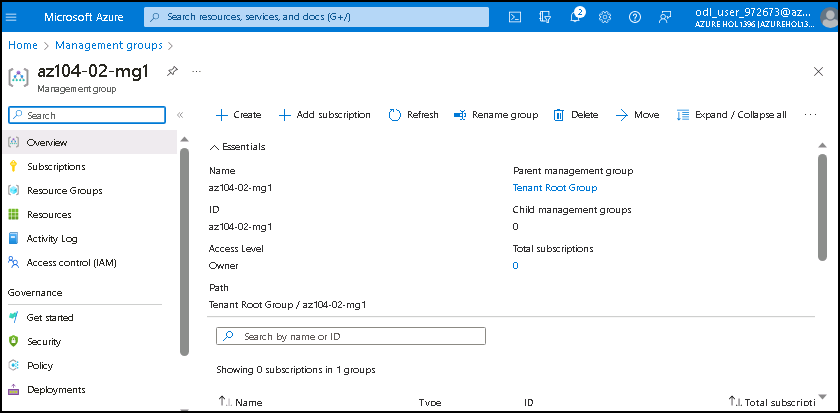 Microsoft Azure
Search resources, services, and docs (G+/)
2
odl_user_972673@az...
AZURE HOL1396 (AZUREHOL13...
Home > Management groups >
az104-02-mg1
...
Management group
Search
«
Create
Add subscription
Refresh
Rename group
Delete
Move
Expand / Collapse all
...
Overview
Subscriptions
Resource Groups
Resources
Activity Log
Access control (IAM)
Governance
Get started
Security
Policy
Deployments
Essentials
Name
az104-02-mg1
ID
az104-02-mg1
Access Level
Owner
Path
Tenant Root Group / az104-02-mg1
Parent management group
Tenant Root Group
Child management groups
0
Total subscriptions
0
Search by name or ID
Showing 0 subscriptions in 1 groups
Name
Type
ID
Total subscripti